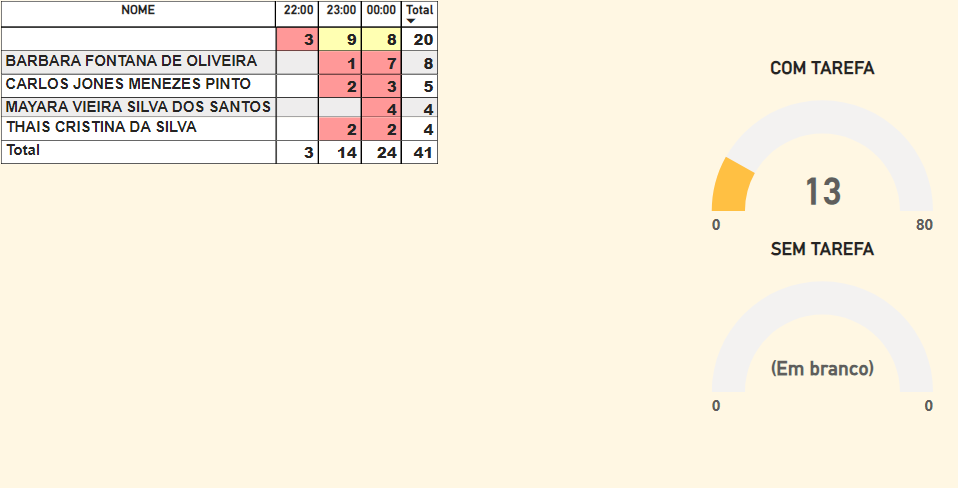 NOME 22:00 23:00 00:00 Total
3 9 8 20
BARBARA FONTANA DE OLIVEIRA 1 7 8
CARLOS JONES MENEZES PINTO 2 3 5
MAYARA VIEIRA SILVA DOS SANTOS 4 4
THAIS CRISTINA DA SILVA 2 2 4
Total 3 14 24 41
COM TAREFA
13
0 80
SEM TAREFA
(Em branco)
0 0